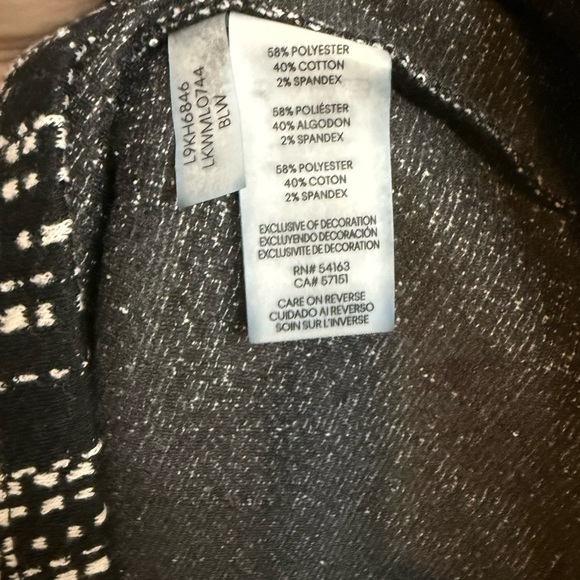 L9KH6846
LKWML0744
BLW
58% POLYESTER
40% COTTON
2% SPANDEX
58% POLIÉSTER
40% ALGODON
2% SPANDEX
58% POLYESTER
40% COTON
2% SPANDEX
EXCLUSIVE OF DECORATION
EXCLUYENDO DECORACIÓN
EXCLUSIVITE DE DECORATION
RN# 54163
CA# 57151
CARE ON REVERSE
CUIDADO Al REVERSO
SOIN SUR L'INVERSE